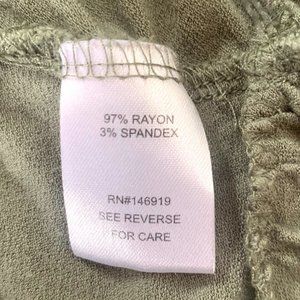 97% RAYON
3% SPANDEX
RN#146919
SEE REVERSE
FOR CARE